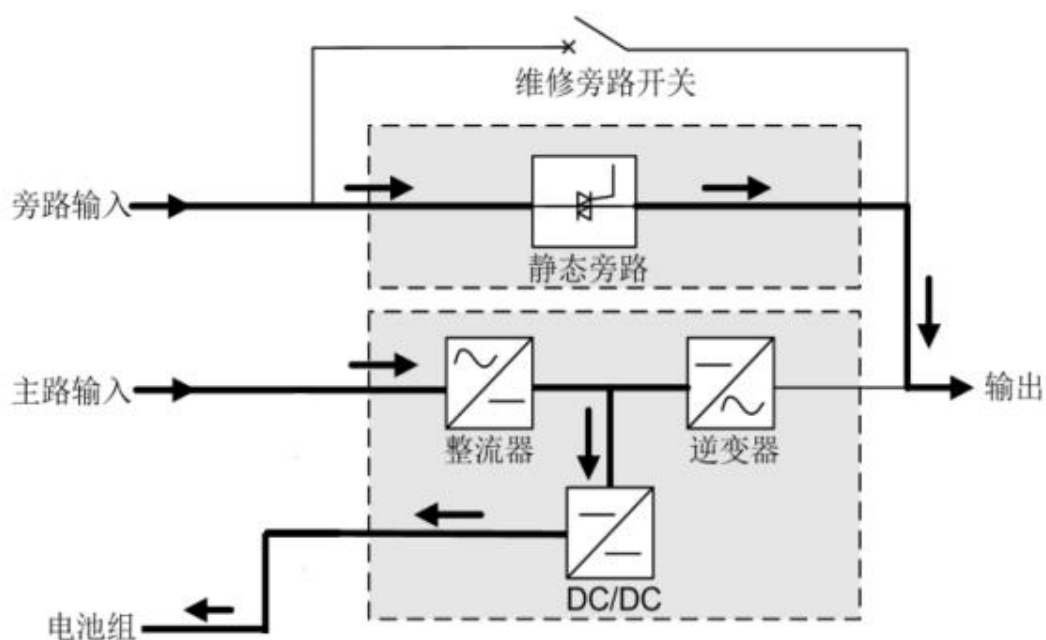 维修旁路开关
旁路输入
静态旁路
主路输入
输出
整流器
逆变器
DC/DC
电池组